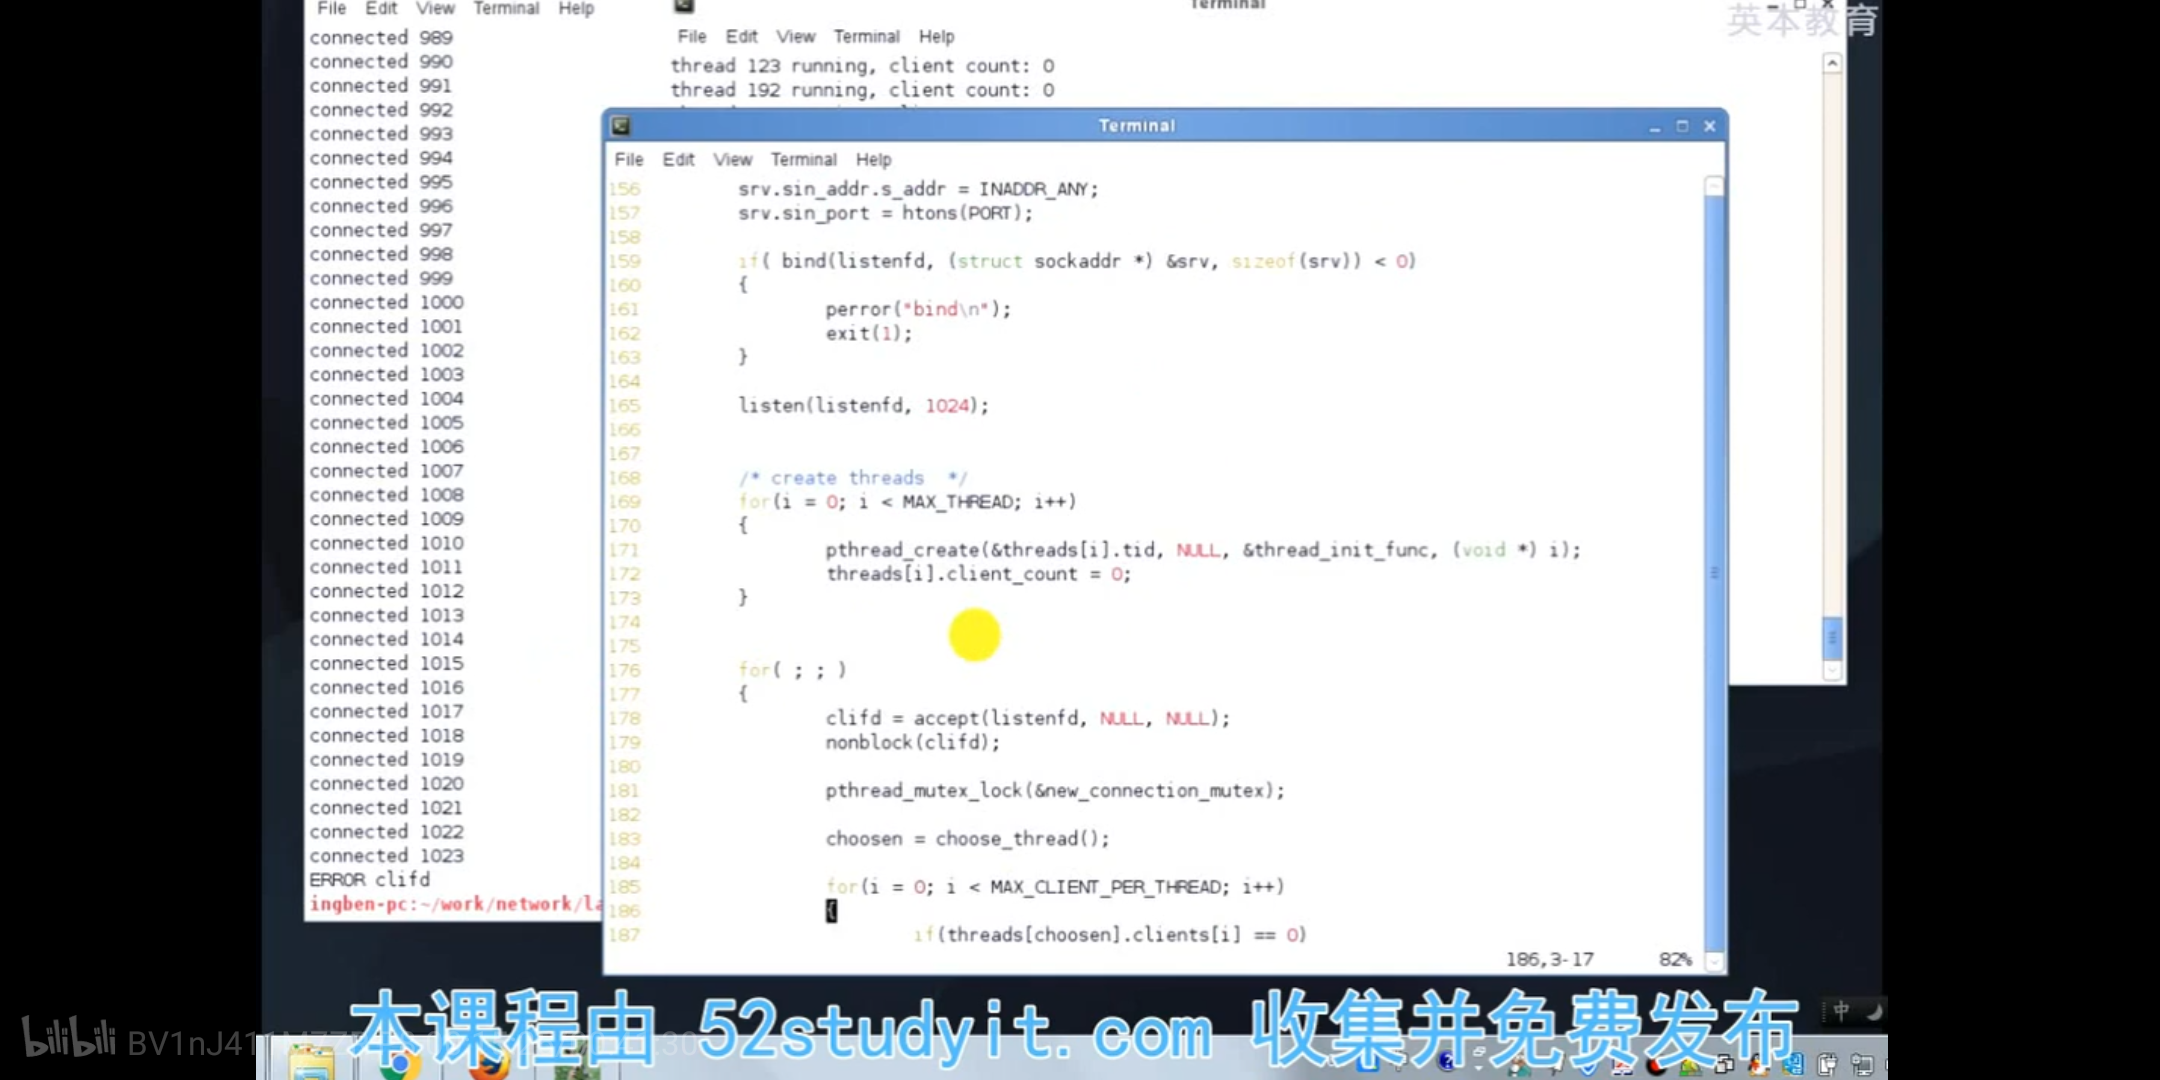 File Edit View Terminal Help
connected 989
connected 990
connected 991
connected 992
connected 993
connected 994
connected 995
connected 996
connected 997
connected 998
connected 999
connected 1000
connected 1001
connected 1002
connected 1003
connected 1004
connected 1005
connected 1006
connected 1007
connected 1008
connected 1009
connected 1010
connected 1011
connected 1012
connected 1013
connected 1014
connected 1015
connected 1016
connected 1017
connected 1018
connected 1019
connected 1020
connected 1021
connected 1022
connected 1023
ERROR clifd
ingben-pc:~/work/network/la
Terminal
英本教育
File Edit View Terminal Help
thread 123 running, client count: 0
thread 192 running, client count: 0
Terminal
File Edit View Terminal Help
156 srv.sin_addr.s_addr = INADDR_ANY;
157 srv.sin_port = htons(PORT);
158
159 if( bind(listenfd, (struct sockaddr *) &srv, sizeof(srv)) < 0)
160 {
161 perror("bind\n");
162 exit(1);
163 }
164
165 listen(listenfd, 1024);
166
167
168 /* create threads */
169 for(i = 0; i < MAX_THREAD; i++)
170 {
171 pthread_create(&threads[i].tid, NULL, &thread_init_func, (void *) i);
172 threads[i].client_count = 0;
173 }
174
175
176 for( ; ; )
177 {
178 clifd = accept(listenfd, NULL, NULL);
179 nonblock(clifd);
180
181 pthread_mutex_lock(&new_connection_mutex);
182
183 choosen = choose_thread();
184
185 for(i = 0; i < MAX_CLIENT_PER_THREAD; i++)
186 {
187 if(threads[choosen].clients[i] == 0)
186,3-17 82%
本课程由 52studyit.com 收集并免费发布
中
bilibili